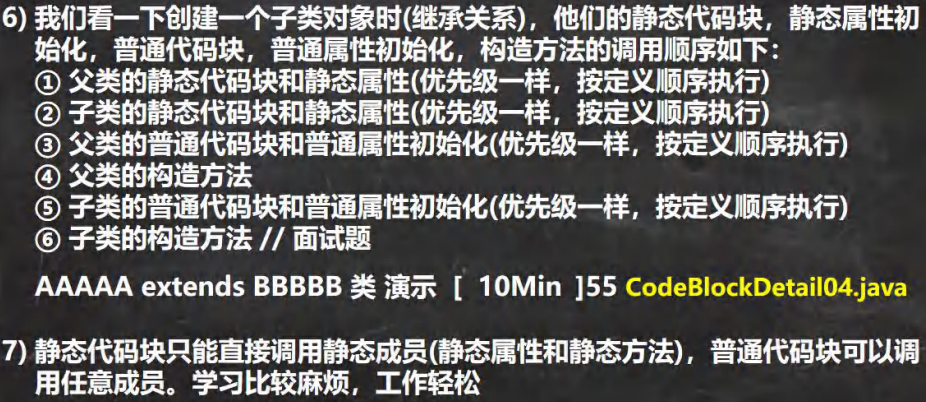 6) 我们看一下创建一个子类对象时(继承关系)，他们的静态代码块，静态属性初
始化，普通代码块，普通属性初始化，构造方法的调用顺序如下：
① 父类的静态代码块和静态属性(优先级一样，按定义顺序执行)
② 子类的静态代码块和静态属性(优先级一样，按定义顺序执行)
③ 父类的普通代码块和普通属性初始化(优先级一样，按定义顺序执行)
④ 父类的构造方法
⑤ 子类的普通代码块和普通属性初始化(优先级一样，按定义顺序执行)
⑥ 子类的构造方法 // 面试题
AAAAA extends BBBBB 类 演示 [ 10Min ]55 CodeBlockDetail04.java
7) 静态代码块只能直接调用静态成员(静态属性和静态方法)，普通代码块可以调
用任意成员。学习比较麻烦，工作轻松